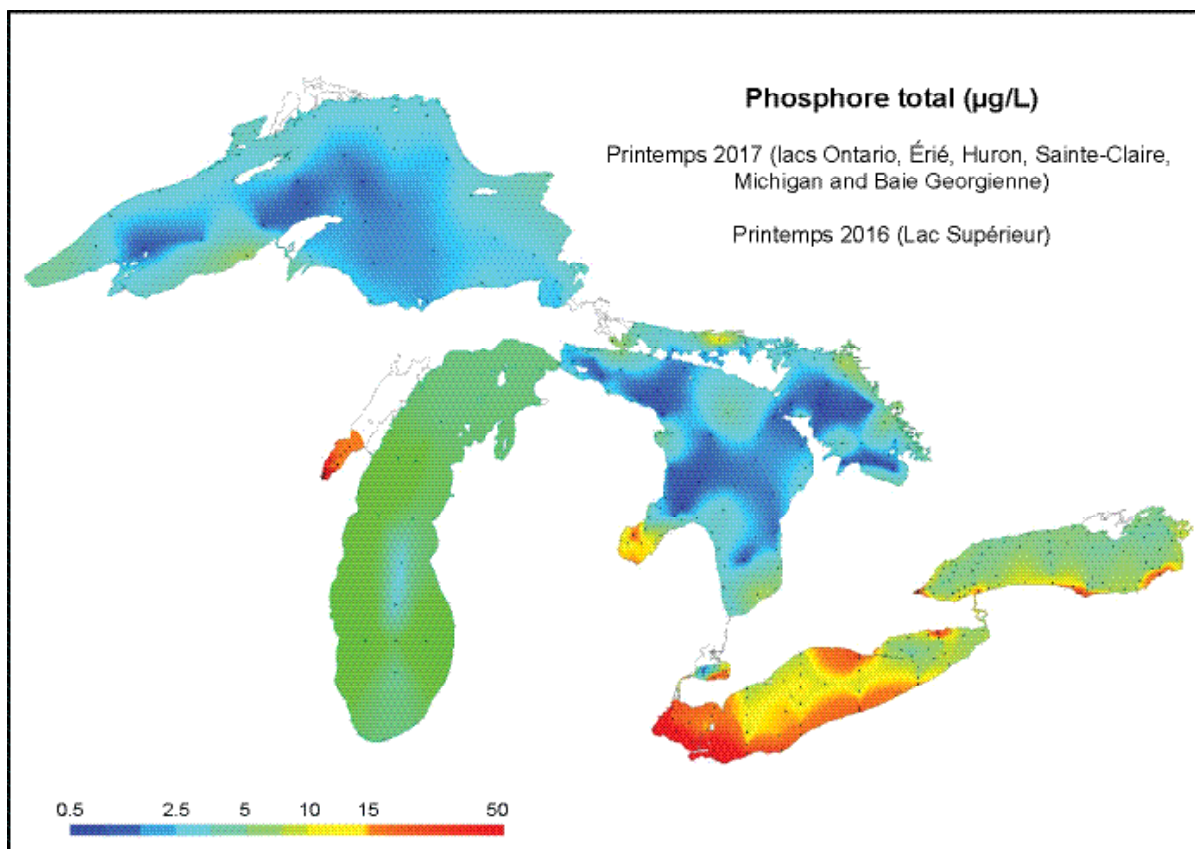 Phosphore total (µg/L)
Printemps 2017 (lacs Ontario, Érié, Huron, Sainte-Claire,
Michigan and Baie Georgienne)
Printemps 2016 (Lac Supérieur)
0.5 2.5 5 10 15 50